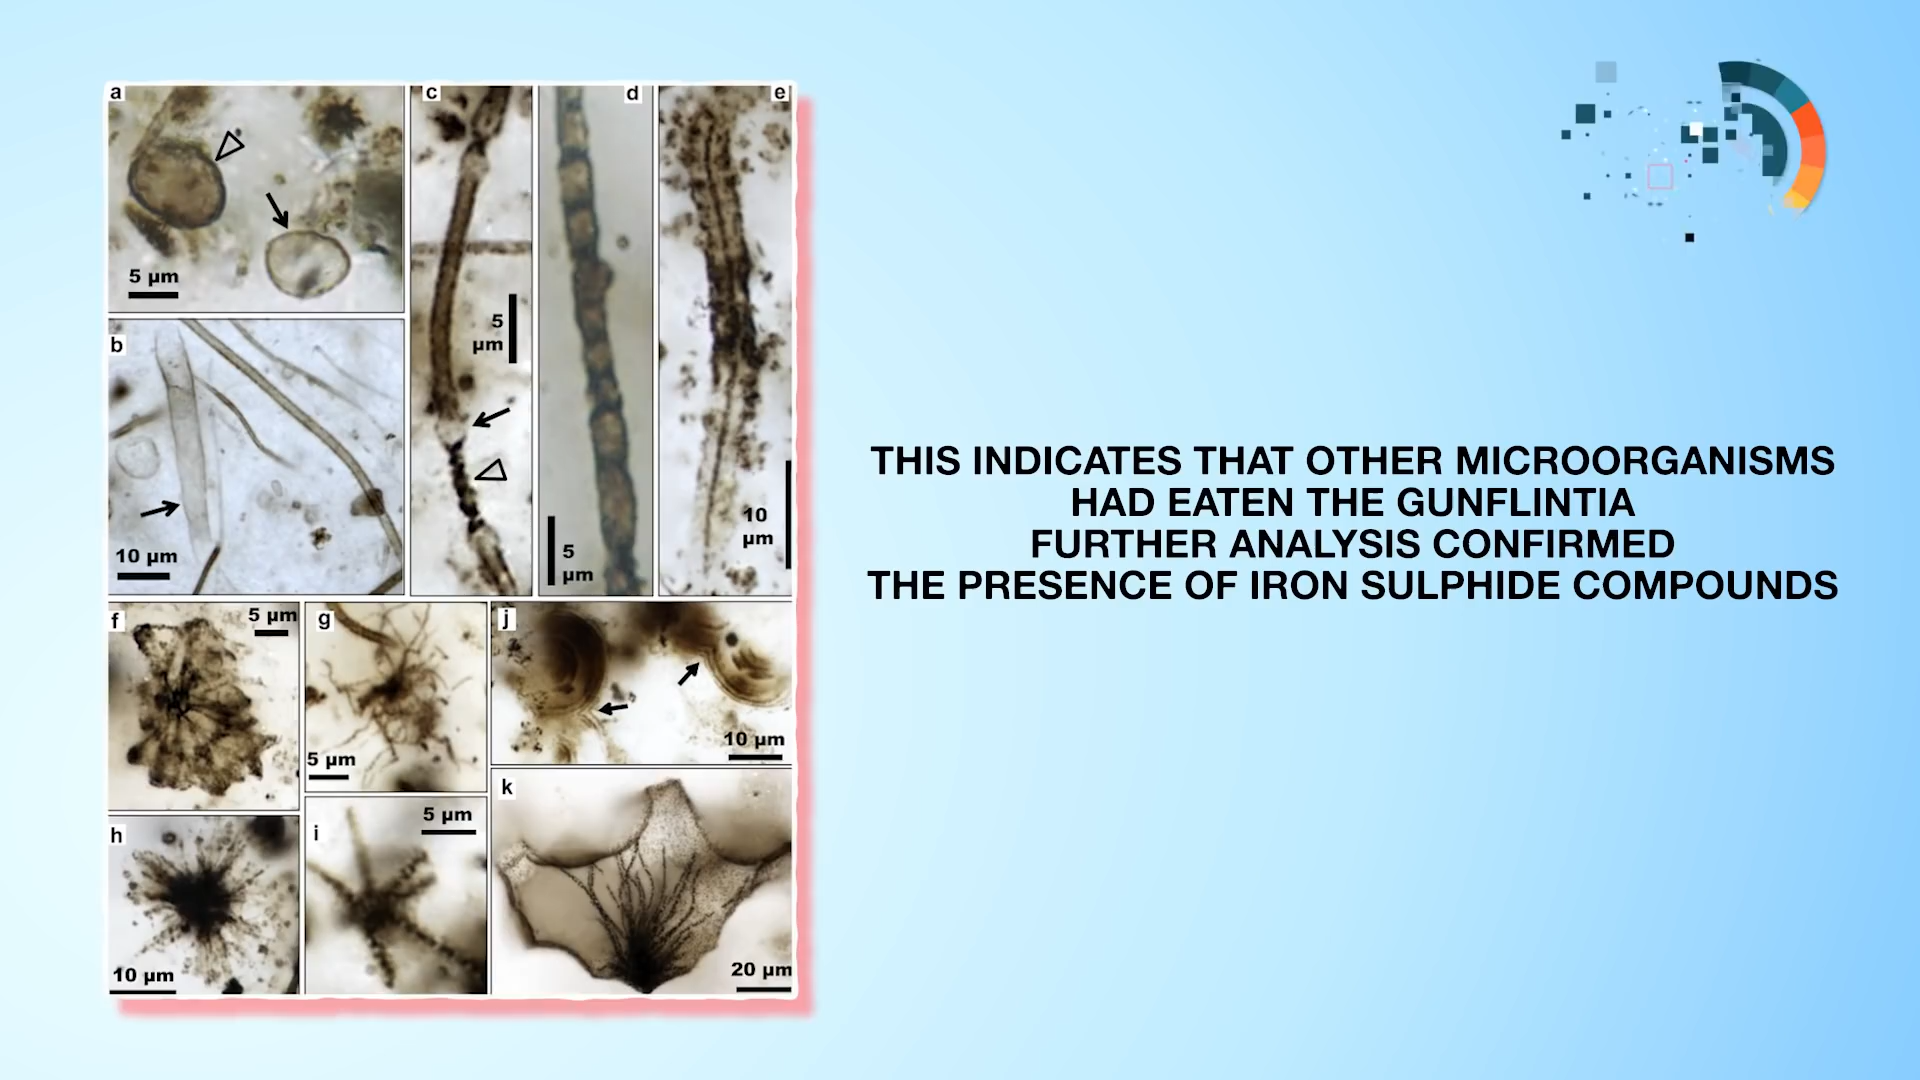 a
c
d
e
5 µm
5
µm
b
10
µm
10 µm
5
µm
f
5 µm
g
j
5 µm
10 µm
k
h
i
5 µm
10 µm
20 µm
THIS INDICATES THAT OTHER MICROORGANISMS
HAD EATEN THE GUNFLINTIA
FURTHER ANALYSIS CONFIRMED
THE PRESENCE OF IRON SULPHIDE COMPOUNDS